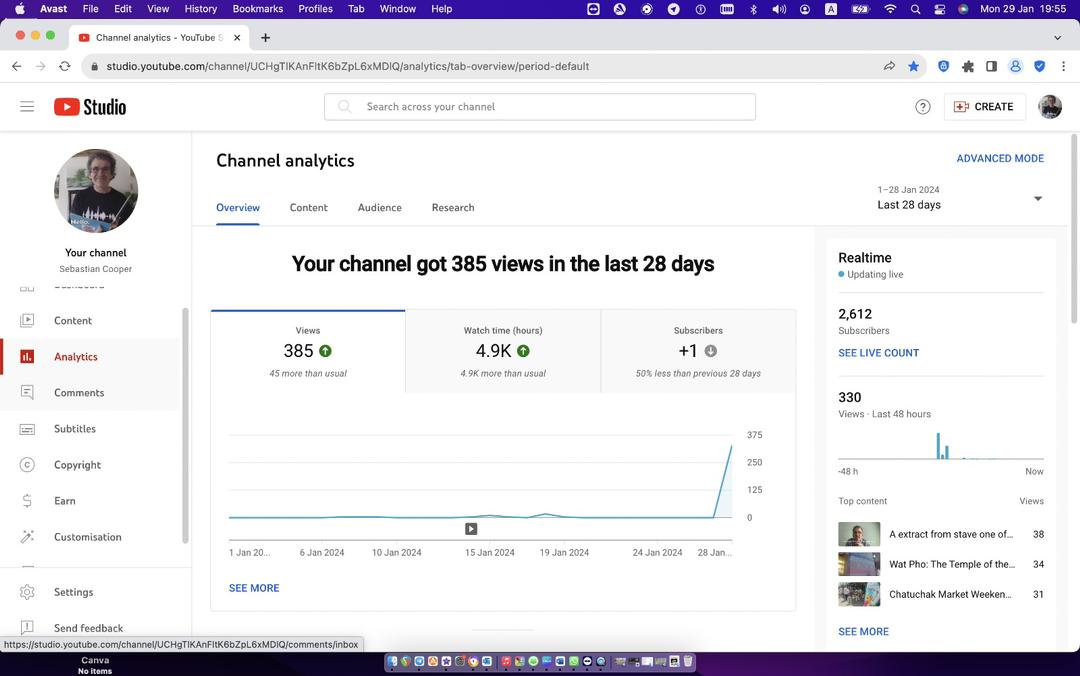 Avast File Edit View History Bookmarks Profiles Tab Window Help
A
Mon 29 Jan 19:55
Channel analytics - YouTube S
studio.youtube.com/channel/UCHgTlKAnFltK6bZpL6xMDIQ/analytics/tab-overview/period-default
Studio
Search across your channel
CREATE
Hello.
Your channel
Sebastian Cooper
Dashboard
Content
Analytics
Comments
Subtitles
Copyright
Earn
Customisation
Settings
Send feedback
Channel analytics
ADVANCED MODE
Overview
Content
Audience
Research
1–28 Jan 2024
Last 28 days
Your channel got 385 views in the last 28 days
Views
385
45 more than usual
Watch time (hours)
4.9K
4.9K more than usual
Subscribers
+1
50% less than previous 28 days
375
250
125
0
1 Jan 20...
6 Jan 2024
10 Jan 2024
15 Jan 2024
19 Jan 2024
24 Jan 2024
28 Jan...
SEE MORE
Realtime
Updating live
2,612
Subscribers
SEE LIVE COUNT
330
Views · Last 48 hours
-48 h
Now
Top content
Views
A extract from stave one of...
38
Wat Pho: The Temple of the...
34
Chatuchak Market Weeken...
31
SEE MORE
https://studio.youtube.com/channel/UCHgTlKAnFltK6bZpL6xMDIQ/comments/inbox
Canva
No items